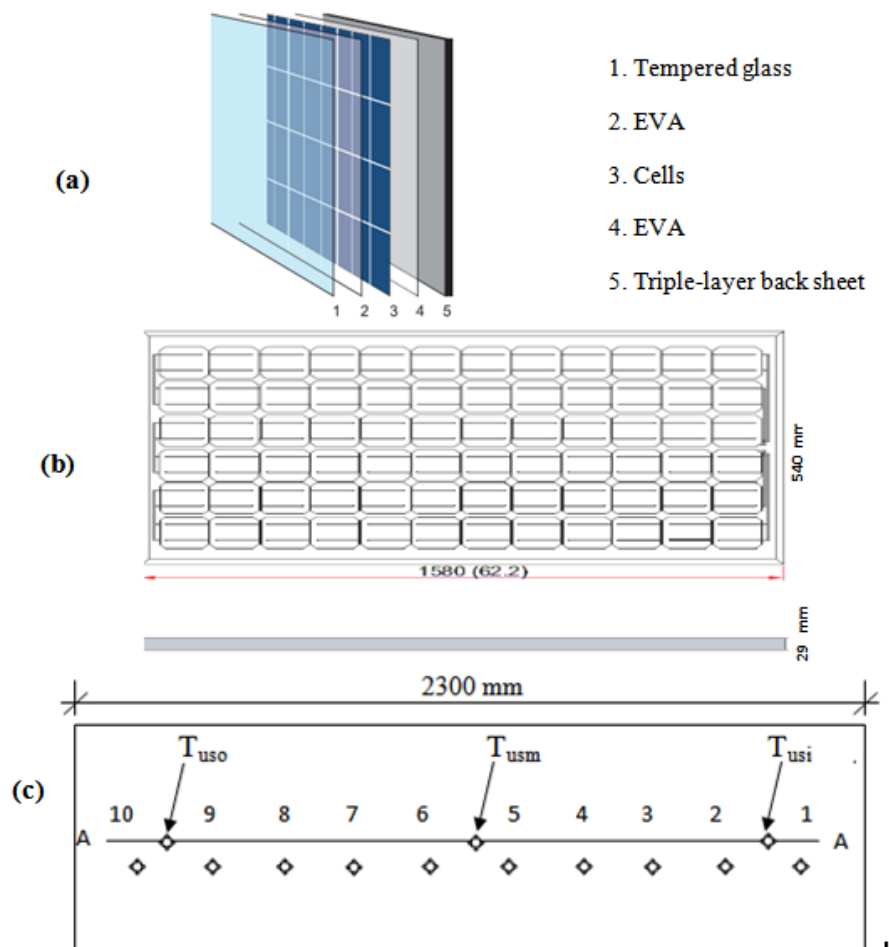 (a)
1. Tempered glass
2. EVA
3. Cells
4. EVA
5. Triple-layer back sheet
1 2 3 4 5
(b)
540 mm
1580 (62.2)
29 mm
2300 mm
(c)
Tuso Tusm Tusi
10 9 8 7 6 5 4 3 2 1
A A